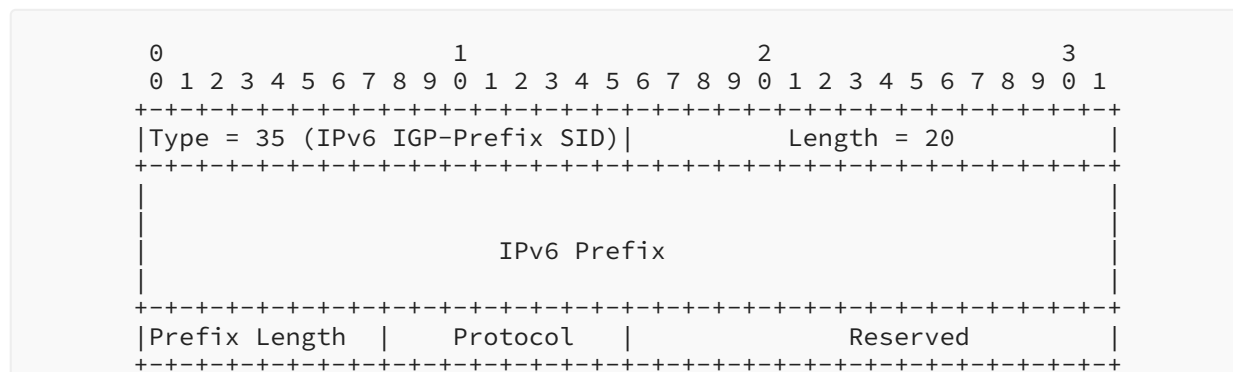 0                   1                   2                   3
 0 1 2 3 4 5 6 7 8 9 0 1 2 3 4 5 6 7 8 9 0 1 2 3 4 5 6 7 8 9 0 1
+-+-+-+-+-+-+-+-+-+-+-+-+-+-+-+-+-+-+-+-+-+-+-+-+-+-+-+-+-+-+-+-+
|Type = 35 (IPv6 IGP-Prefix SID)|          Length = 20          |
+-+-+-+-+-+-+-+-+-+-+-+-+-+-+-+-+-+-+-+-+-+-+-+-+-+-+-+-+-+-+-+-+
|                                                               |
|                                                               |
|                       IPv6 Prefix                             |
|                                                               |
+-+-+-+-+-+-+-+-+-+-+-+-+-+-+-+-+-+-+-+-+-+-+-+-+-+-+-+-+-+-+-+-+
|Prefix Length  |    Protocol   |              Reserved         |
+-+-+-+-+-+-+-+-+-+-+-+-+-+-+-+-+-+-+-+-+-+-+-+-+-+-+-+-+-+-+-+-+